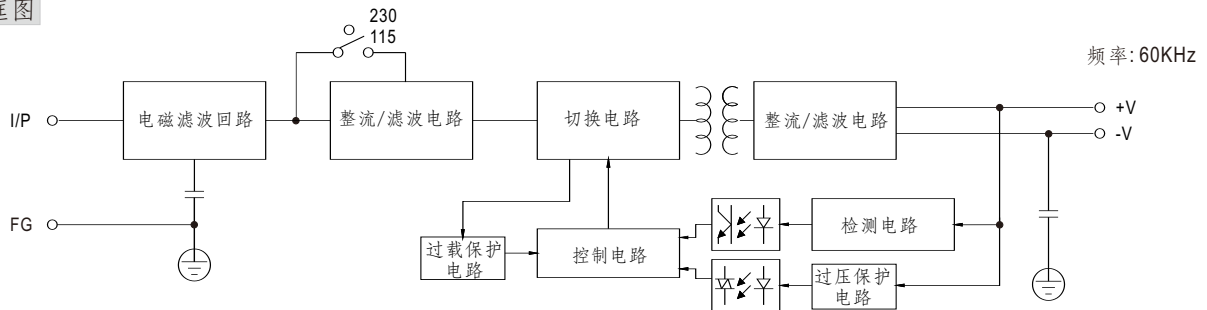 框图
230
115
频率: 60KHz
I/P
电磁滤波回路
整流/滤波电路
切换电路
整流/滤波电路
+V
-V
FG
过载保护
电路
控制电路
检测电路
过压保护
电路